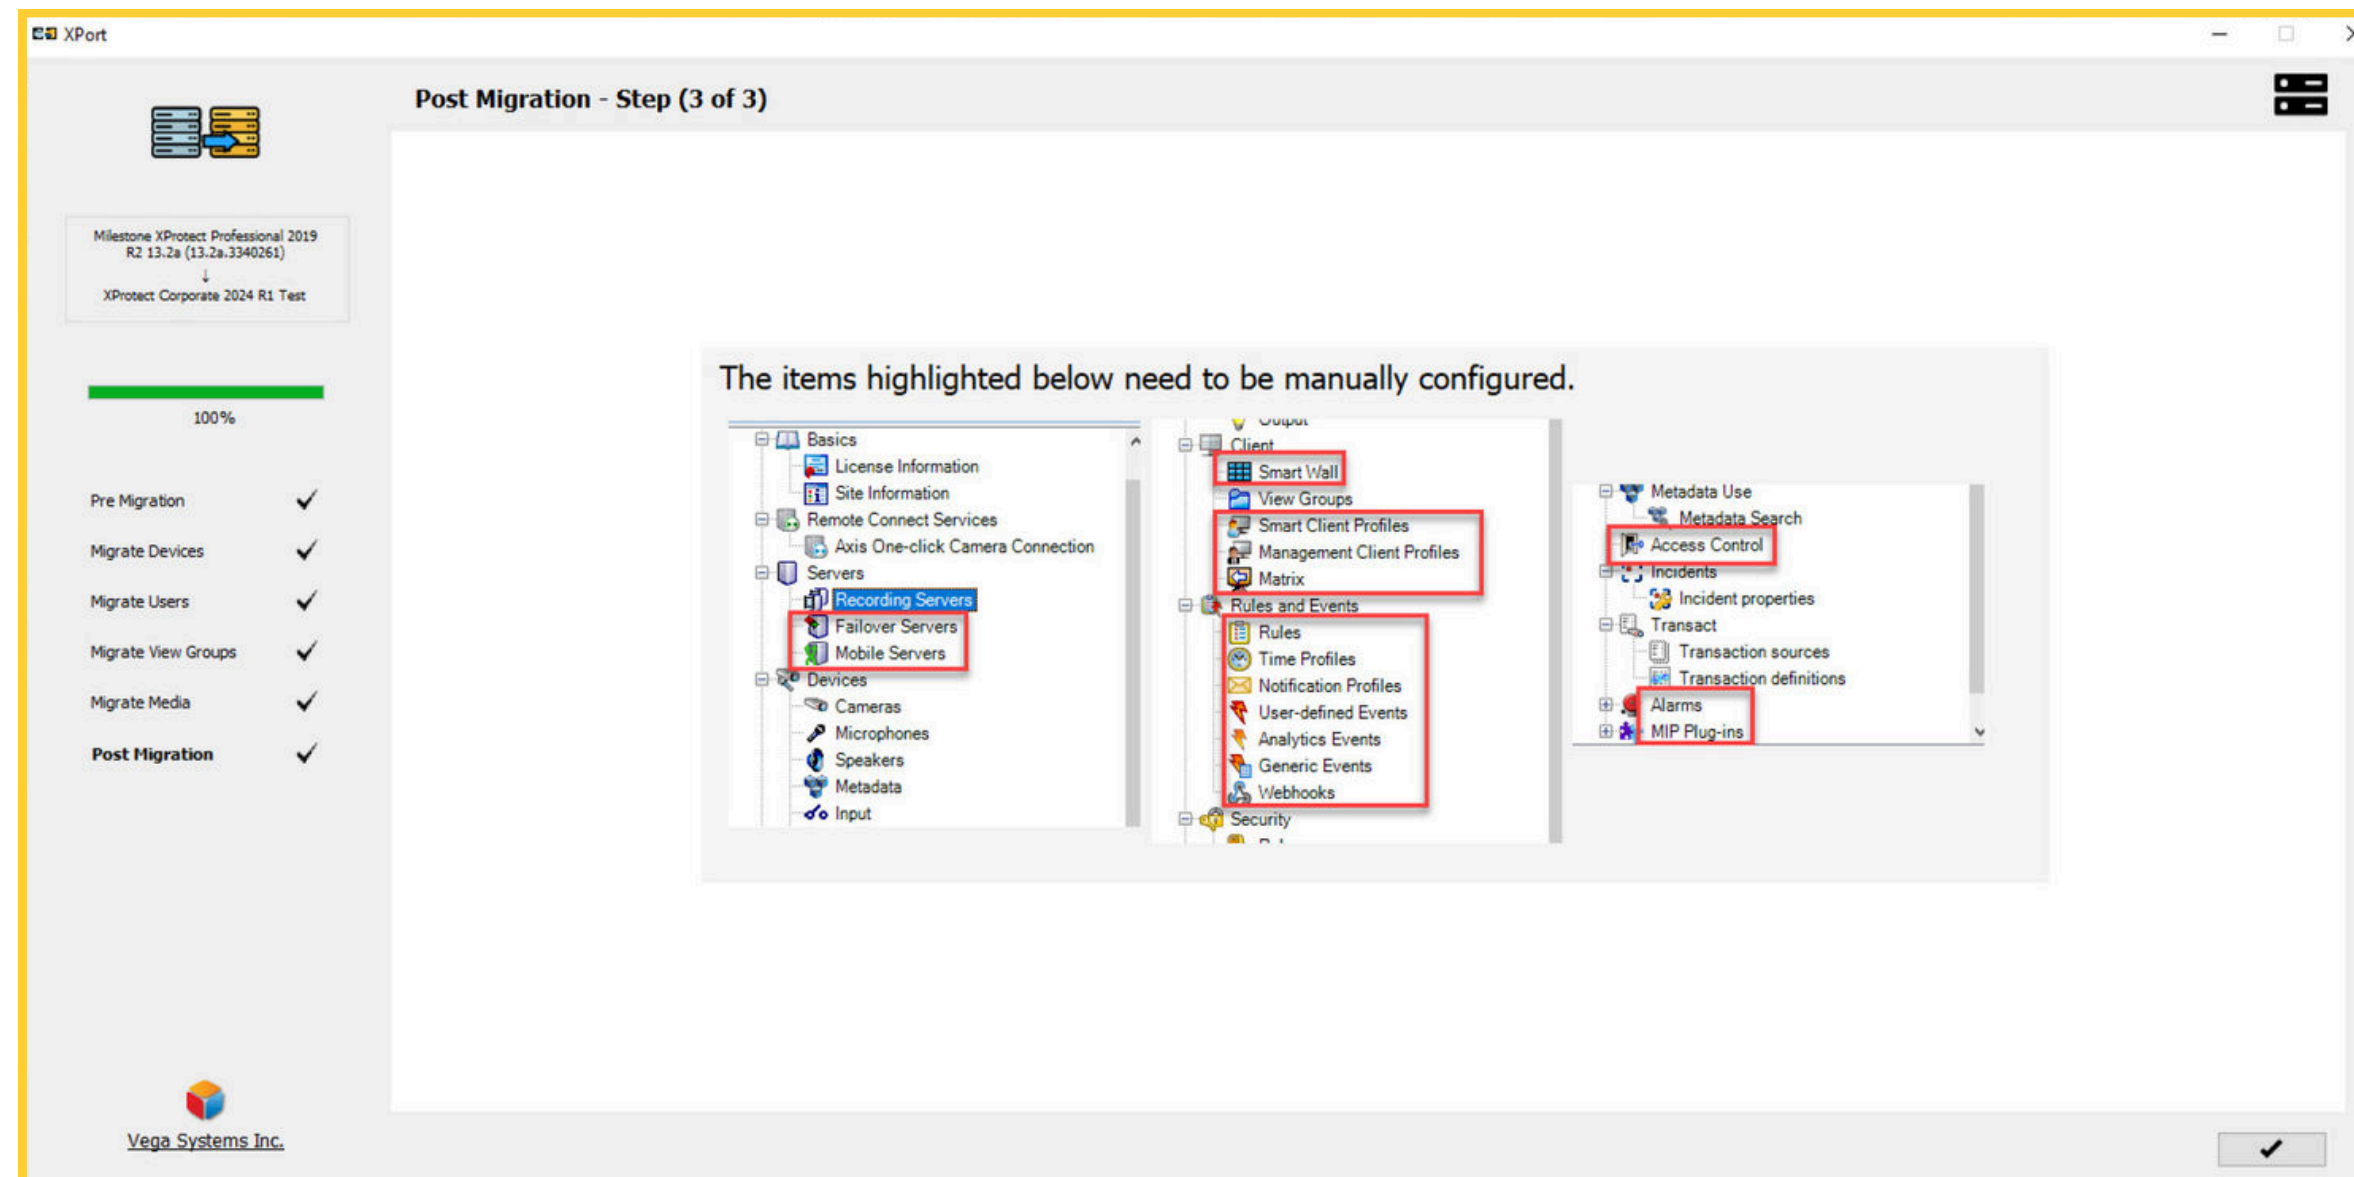 XPort
Post Migration - Step (3 of 3)
Milestone XProtect Professional 2019
R2 13.2a (13.2a.3340261)
↓
XProtect Corporate 2024 R1 Test
100%
Pre Migration
Migrate Devices
Migrate Users
Migrate View Groups
Migrate Media
Post Migration
Vega Systems Inc.
The items highlighted below need to be manually configured.
Basics
License Information
Site Information
Remote Connect Services
Axis One-click Camera Connection
Servers
Recording Servers
Failover Servers
Mobile Servers
Devices
Cameras
Microphones
Speakers
Metadata
Input
Output
Client
Smart Wall
View Groups
Smart Client Profiles
Management Client Profiles
Matrix
Rules and Events
Rules
Time Profiles
Notification Profiles
User-defined Events
Analytics Events
Generic Events
Webhooks
Security
Metadata Use
Metadata Search
Access Control
Incidents
Incident properties
Transact
Transaction sources
Transaction definitions
Alarms
MIP Plug-ins